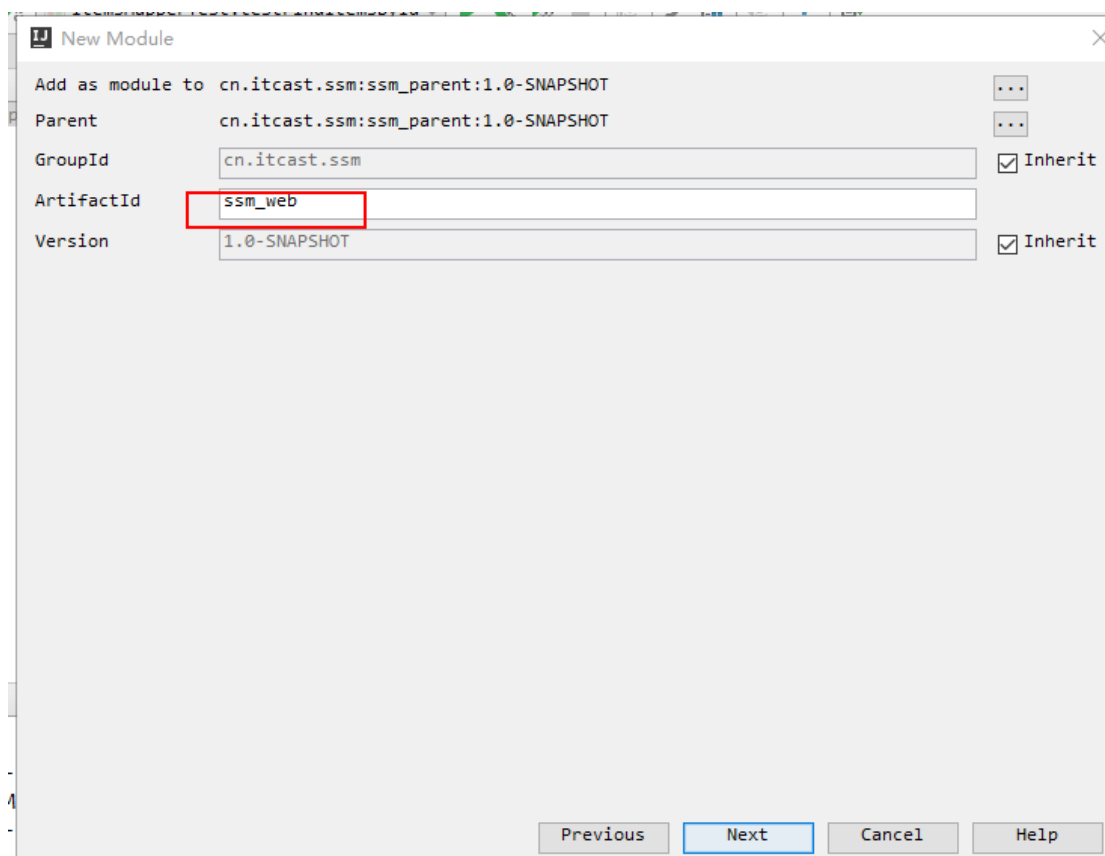 New Module
Add as module to cn.itcast.ssm:ssm_parent:1.0-SNAPSHOT ...
Parent cn.itcast.ssm:ssm_parent:1.0-SNAPSHOT ...
GroupId cn.itcast.ssm Inherit
ArtifactId ssm_web
Version 1.0-SNAPSHOT Inherit
Previous Next Cancel Help